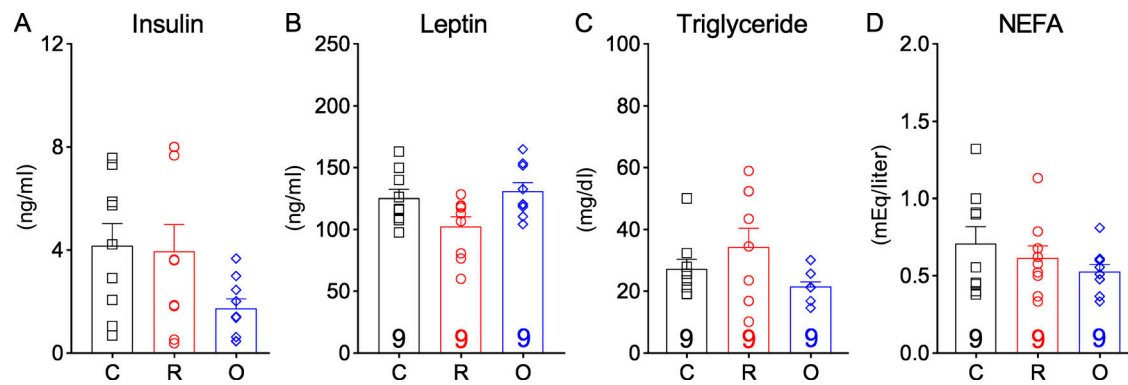 A Insulin
(ng/ml)
12
8
4
0
C R O
B Leptin
(ng/ml)
250
200
150
100
50
0
9 9 9
C R O
C Triglyceride
(mg/dl)
100
80
60
40
20
0
9 9 9
C R O
D NEFA
(mEq/liter)
2.0
1.5
1.0
0.5
0.0
9 9 9
C R O